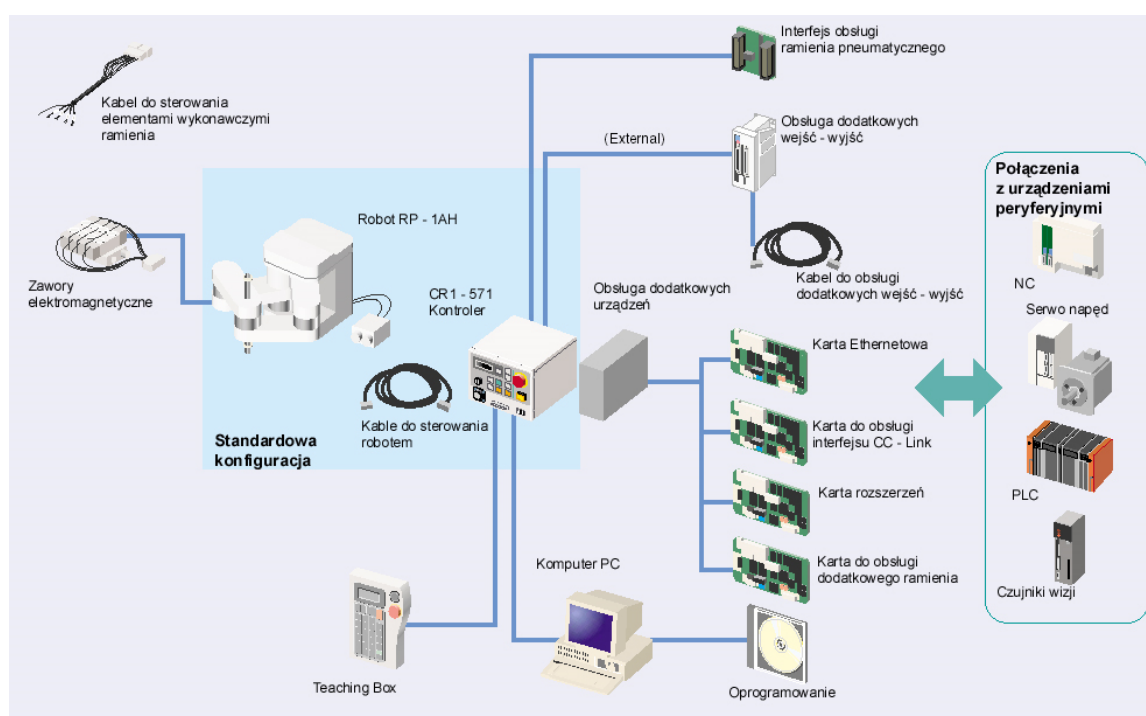 Interfejs obsługi
ramienia pneumatycznego
Kabel do sterowania
elementami wykonawczymi
ramienia
(External)
Obsługa dodatkowych
wejść - wyjść
Połączenia
z urządzeniami
peryferyjnymi
Robot RP - 1AH
Zawory
elektromagnetyczne
CR1 - 571
Kontroler
Obsługa dodatkowych
urządzeń
Kabel do obsługi
dodatkowych wejść - wyjść
NC
Serwo napęd
Karta Ethernetowa
Kable do sterowania
robotem
Standardowa
konfiguracja
Karta do obsługi
interfejsu CC - Link
Karta rozszerzeń
PLC
Komputer PC
Karta do obsługi
dodatkowego ramienia
Czujniki wizji
Teaching Box
Oprogramowanie